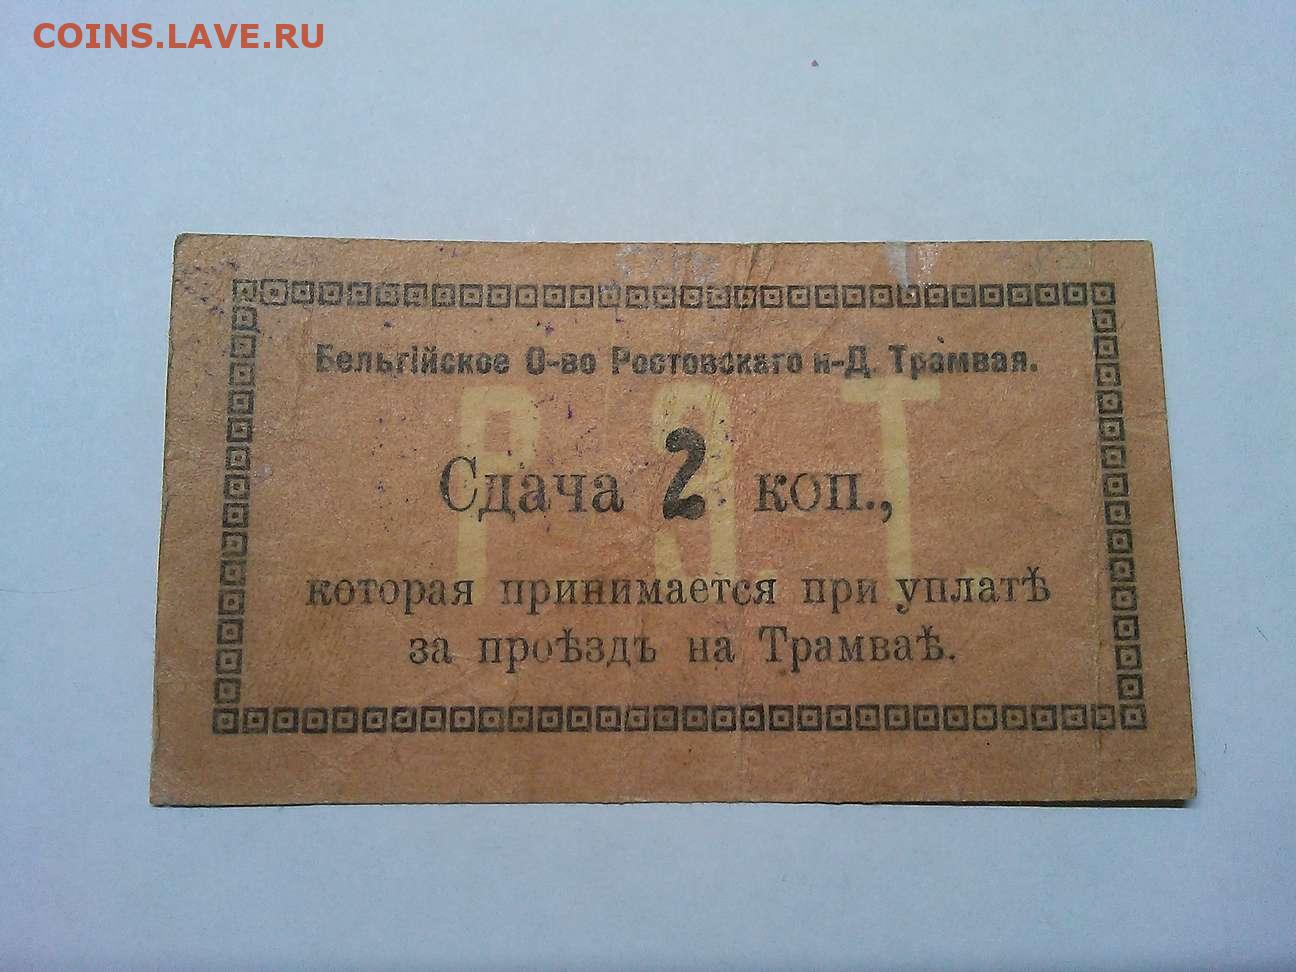 COINS.LAVE.RU
Бельгійское О-во Ростовскаго н-Д. Трамвая.
Р. Э. Т.
Сдача 2 коп.,
которая принимается при уплатѣ
за проѣздъ на Трамваѣ.